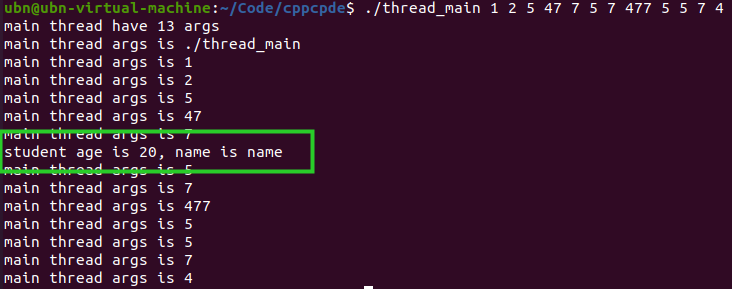 ubn@ubn-virtual-machine:~/Code/cppcpde$ ./thread_main 1 2 5 47 7 5 7 477 5 5 7 4
main thread have 13 args
main thread args is ./thread_main
main thread args is 1
main thread args is 2
main thread args is 5
main thread args is 47
main thread args is 7
student age is 20, name is name
main thread args is 5
main thread args is 7
main thread args is 477
main thread args is 5
main thread args is 5
main thread args is 7
main thread args is 4